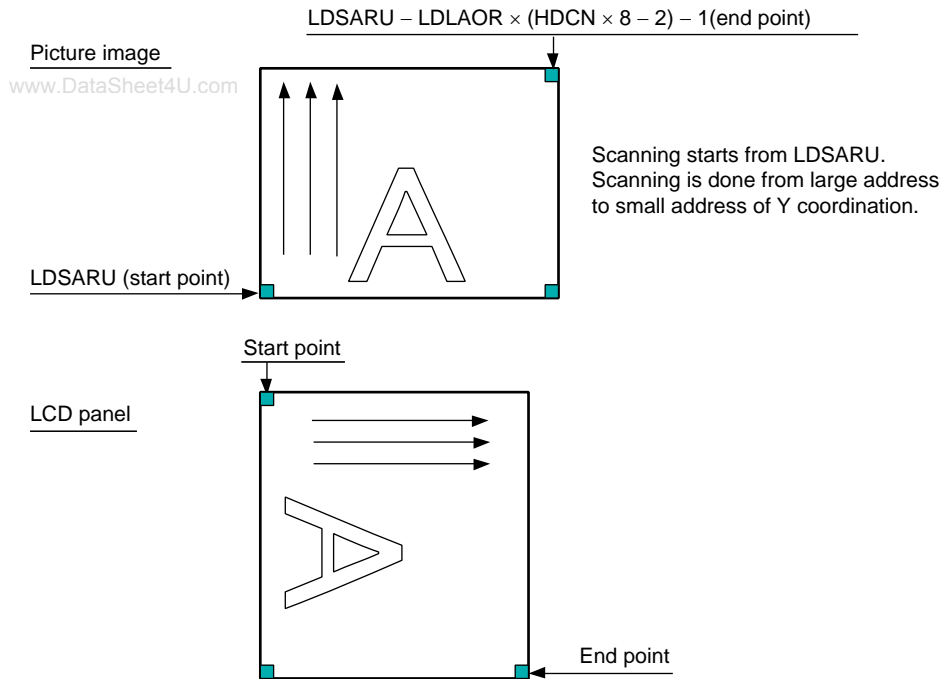 LDSARU − LDLAOR × (HDCN × 8 − 2) − 1(end point)
Picture image
www.DataSheet4U.com
A
Scanning starts from LDSARU.
Scanning is done from large address
to small address of Y coordination.
LDSARU (start point)
Start point
LCD panel
A
End point